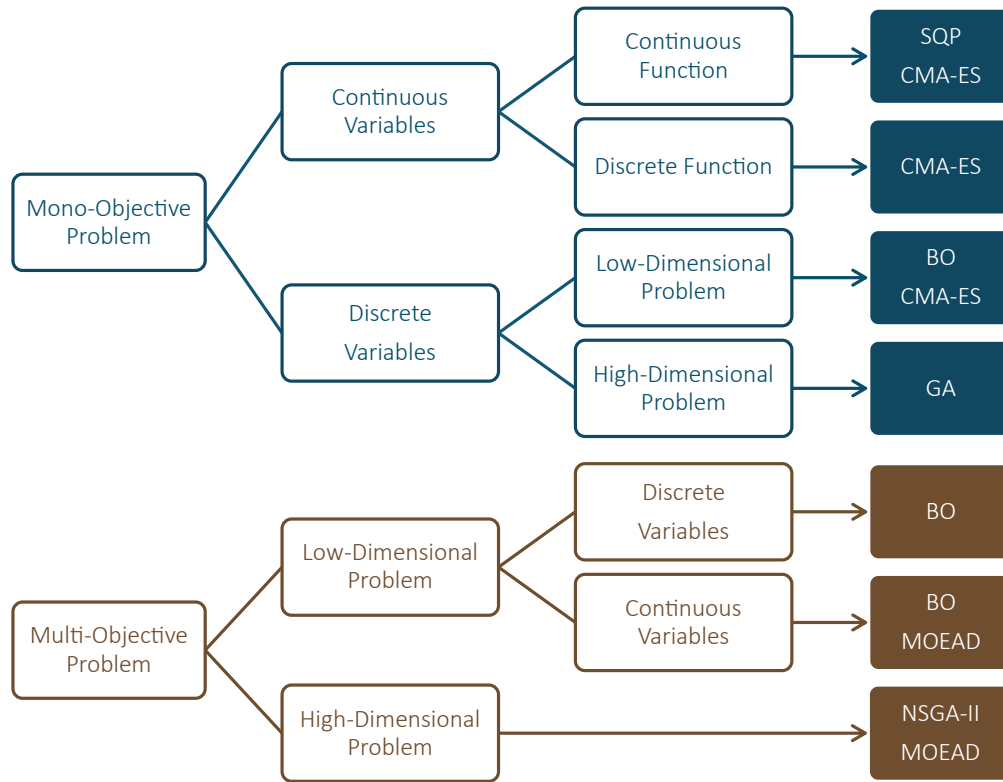 Mono-Objective
Problem
Continuous
Variables
Continuous
Function
SQP
CMA-ES
Discrete Function
CMA-ES
Discrete
Variables
Low-Dimensional
Problem
BO
CMA-ES
High-Dimensional
Problem
GA
Multi-Objective
Problem
Low-Dimensional
Problem
Discrete
Variables
BO
Continuous
Variables
BO
MOEAD
High-Dimensional
Problem
NSGA-II
MOEAD